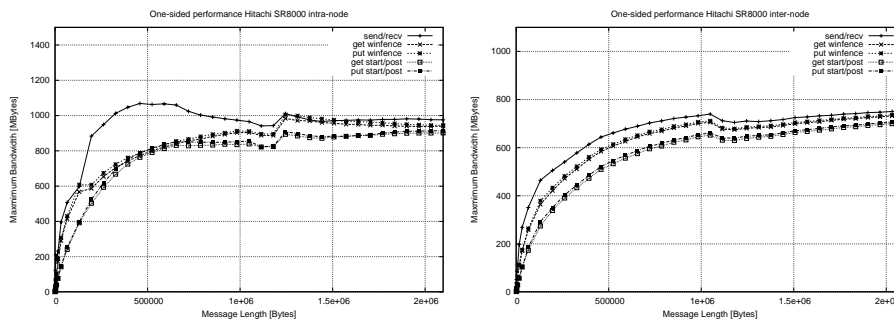 One-sided performance Hitachi SR8000 intra-node
send/recv
get winfence
put winfence
get start/post
put start/post
1400
1200
1000
800
600
400
200
0
Maxmimum Bandwidth [MBytes]
0
500000
1e+06
1.5e+06
2e+06
Message Length [Bytes]
One-sided performance Hitachi SR8000 inter-node
send/recv
get winfence
put winfence
get start/post
put start/post
1000
800
600
400
200
0
Maxmimum Bandwidth [MBytes]
0
500000
1e+06
1.5e+06
2e+06
Message Length [Bytes]